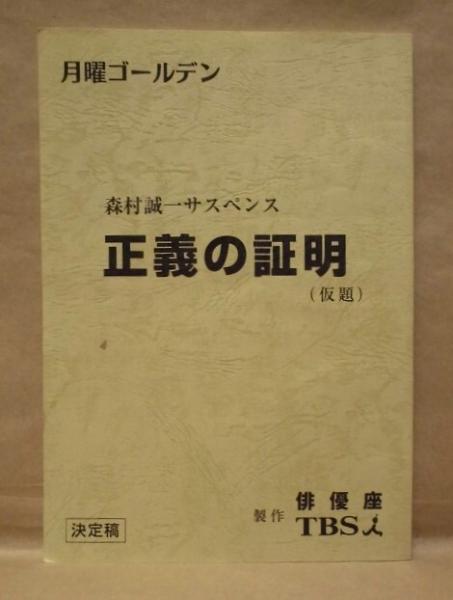 月曜ゴールデン
森村誠一サスペンス
正義の証明
(仮題)
決定稿
製作 俳優座
TBS